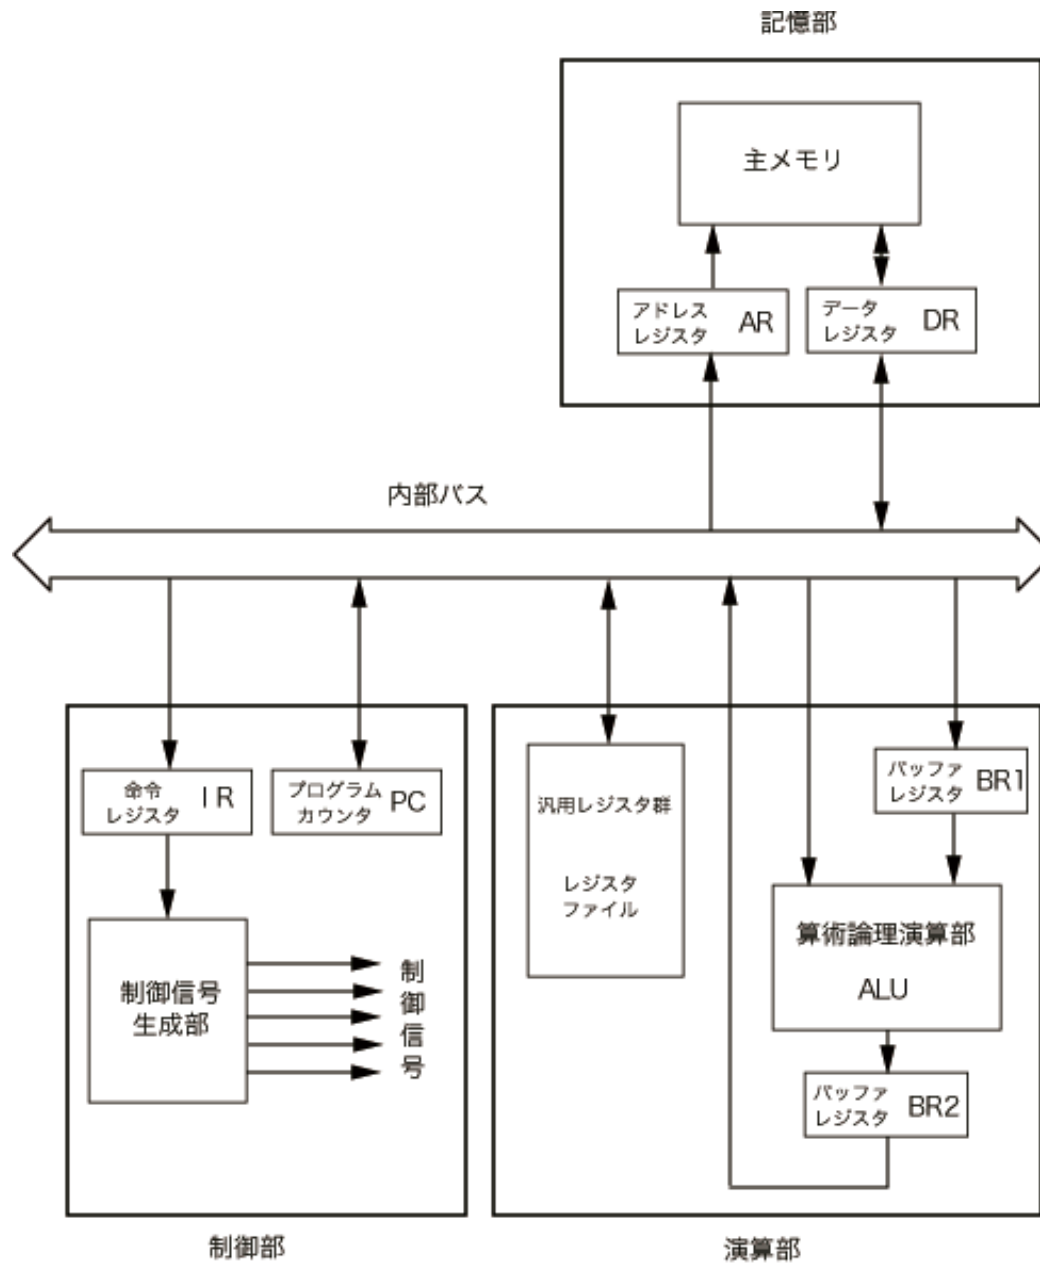 記憶部
主メモリ
アドレス
レジスタ AR
データ
レジスタ DR
内部バス
命令
レジスタ IR
プログラム
カウンタ PC
制御信号
生成部
制御信号
制御部
汎用レジスタ群
レジスタ
ファイル
バッファ
レジスタ BR1
算術論理演算部
ALU
バッファ
レジスタ BR2
演算部